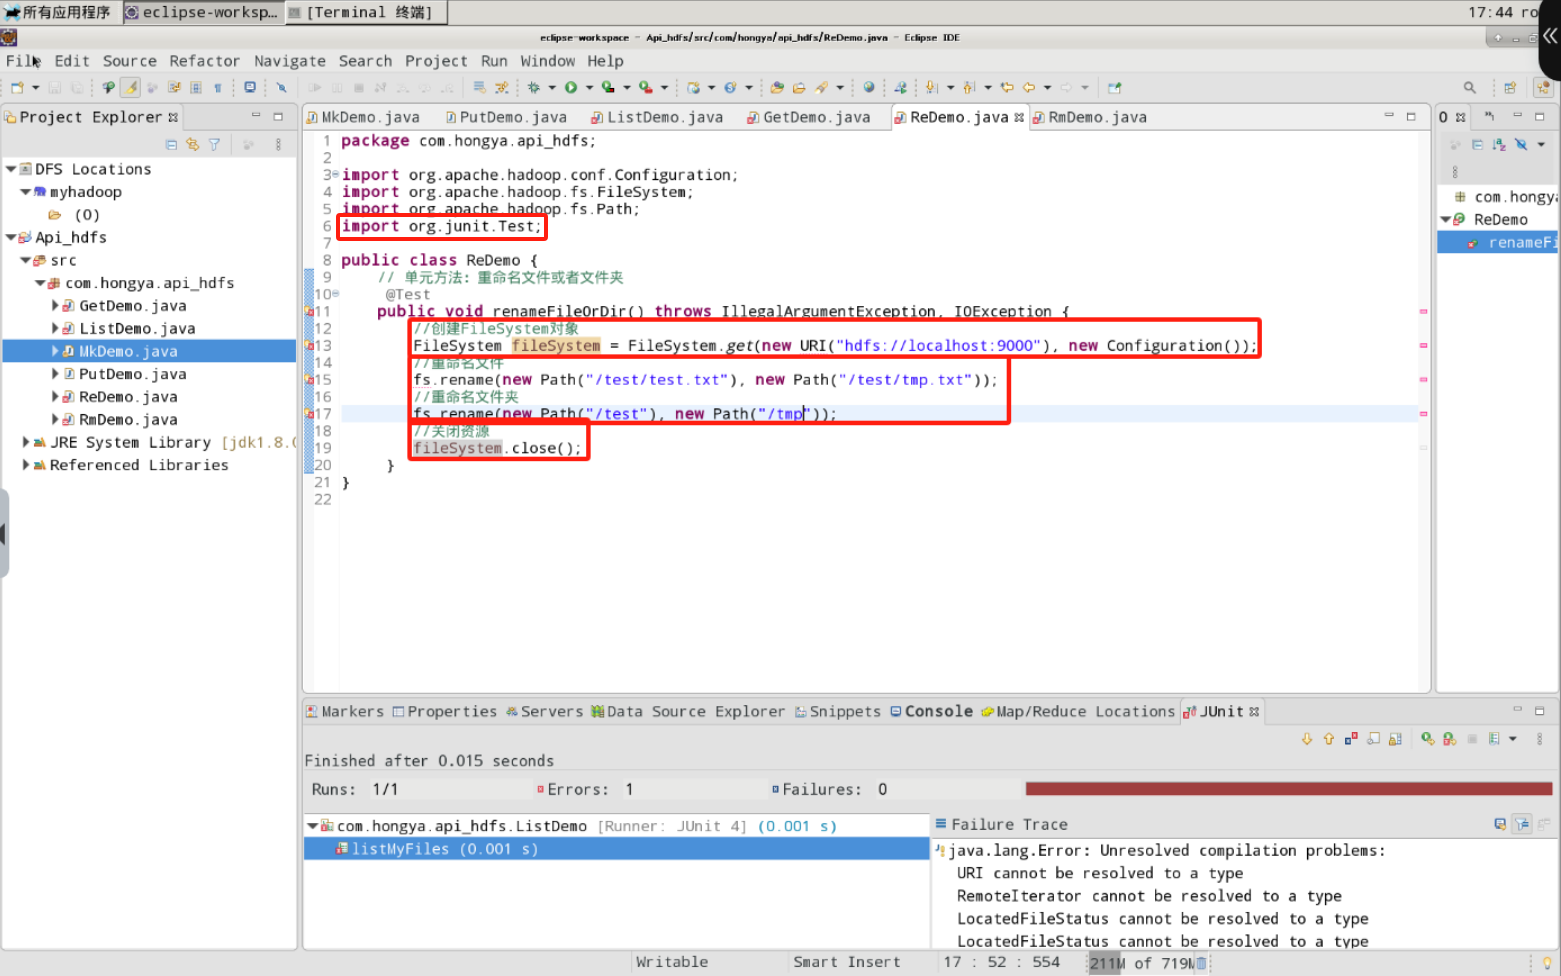 所有应用程序 eclipse-worksp... [Terminal 终端] 17:44 ro
eclipse-workspace - Api_hdfs/src/com/hongya/api_hdfs/ReDemo.java - Eclipse IDE
File Edit Source Refactor Navigate Search Project Run Window Help
Project Explorer
DFS Locations
myhadoop
(0)
Api_hdfs
src
com.hongya.api_hdfs
GetDemo.java
ListDemo.java
MkDemo.java
PutDemo.java
ReDemo.java
RmDemo.java
JRE System Library [jdk1.8.0
Referenced Libraries
MkDemo.java PutDemo.java ListDemo.java GetDemo.java ReDemo.java RmDemo.java
1 package com.hongya.api_hdfs;
2
3 import org.apache.hadoop.conf.Configuration;
4 import org.apache.hadoop.fs.FileSystem;
5 import org.apache.hadoop.fs.Path;
6 import org.junit.Test;
7
8 public class ReDemo {
9 // 单元方法: 重命名文件或者文件夹
10 @Test
11 public void renameFileOrDir() throws IllegalArgumentException, IOException {
12 //创建FileSystem对象
13 FileSystem fileSystem = FileSystem.get(new URI("hdfs://localhost:9000"), new Configuration());
14 //重命名文件
15 fs.rename(new Path("/test/test.txt"), new Path("/test/tmp.txt"));
16 //重命名文件夹
17 fs.rename(new Path("/test"), new Path("/tmp"));
18 //关闭资源
19 fileSystem.close();
20 }
21 }
22
O
com.hongya
ReDemo
renameFi
Markers Properties Servers Data Source Explorer Snippets Console Map/Reduce Locations JUnit
Finished after 0.015 seconds
Runs: 1/1 Errors: 1 Failures: 0
com.hongya.api_hdfs.ListDemo [Runner: JUnit 4] (0.001 s)
listMyFiles (0.001 s)
Failure Trace
java.lang.Error: Unresolved compilation problems:
URI cannot be resolved to a type
RemoteIterator cannot be resolved to a type
LocatedFileStatus cannot be resolved to a type
LocatedFileStatus cannot be resolved to a type
Writable Smart Insert 17 : 52 : 554 211M of 719M